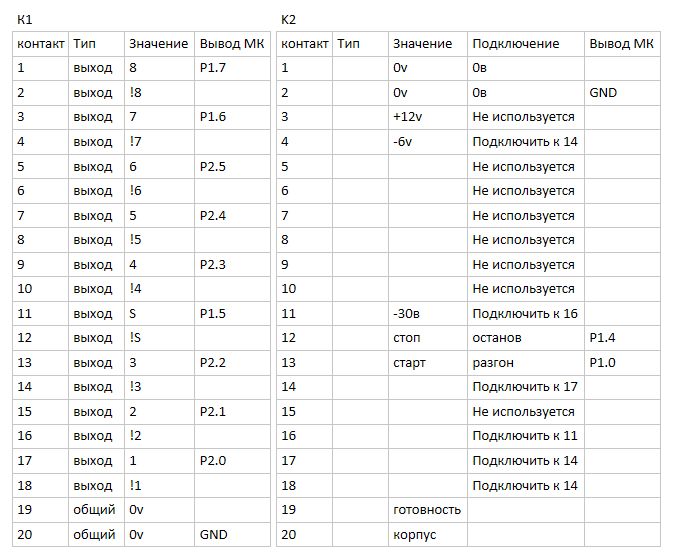 К1 К2
контакт Тип Значение Вывод МК контакт Тип Значение Подключение Вывод МК
1 выход 8 P1.7 1 0v 0в
2 выход !8 2 0v 0в GND
3 выход 7 P1.6 3 +12v Не используется
4 выход !7 4 -6v Подключить к 14
5 выход 6 P2.5 5 Не используется
6 выход !6 6 Не используется
7 выход 5 P2.4 7 Не используется
8 выход !5 8 Не используется
9 выход 4 P2.3 9 Не используется
10 выход !4 10 Не используется
11 выход S P1.5 11 -30в Подключить к 16
12 выход !S 12 стоп останов P1.4
13 выход 3 P2.2 13 старт разгон P1.0
14 выход !3 14 Подключить к 17
15 выход 2 P2.1 15 Не используется
16 выход !2 16 Подключить к 11
17 выход 1 P2.0 17 Подключить к 14
18 выход !1 18 Подключить к 14
19 общий 0v 19 готовность
20 общий 0v GND 20 корпус